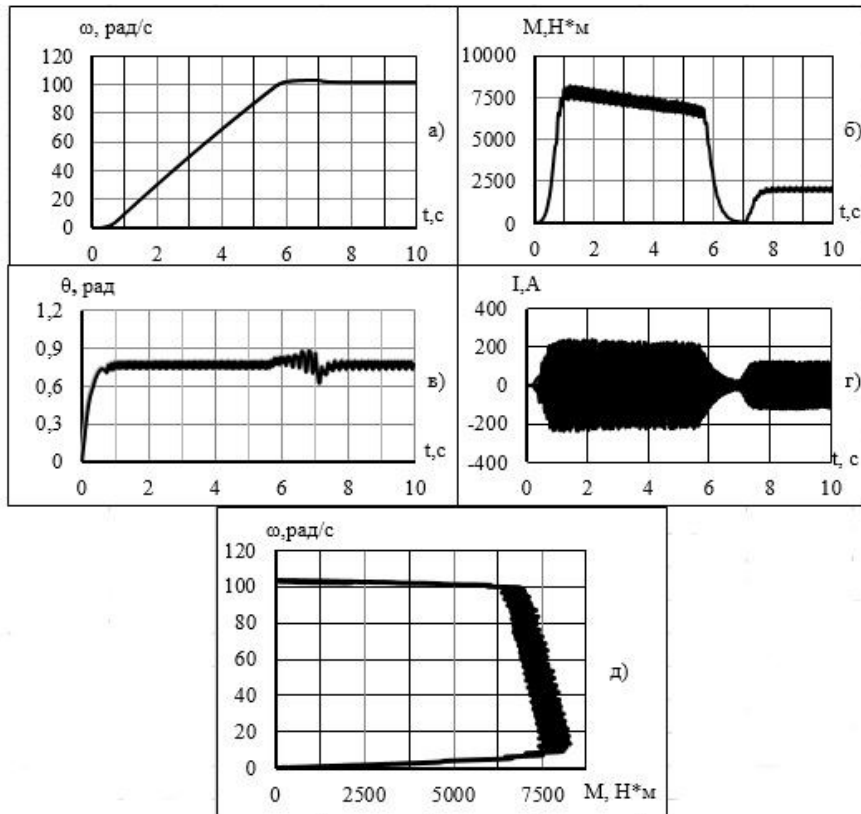 ω, рад/с
120
100
80
60
40
20
0
0 2 4 6 8 10
t,c
а)
М,Н*м
10000
7500
5000
2500
0
0 2 4 6 8 10
t,c
б)
θ, рад
1,2
0,9
0,6
0,3
0
0 2 4 6 8 10
t,c
в)
I,A
400
200
0
-200
-400
0 2 4 6 8 10
t, c
г)
ω,рад/с
120
100
80
60
40
20
0
0 2500 5000 7500
М, Н*м
д)